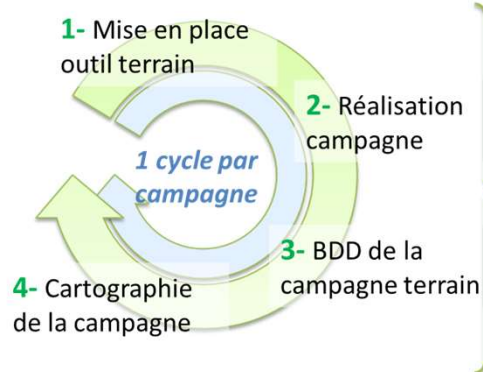 1- Mise en place
outil terrain
2- Réalisation
campagne
1 cycle par
campagne
3- BDD de la
campagne terrain
4- Cartographie
de la campagne